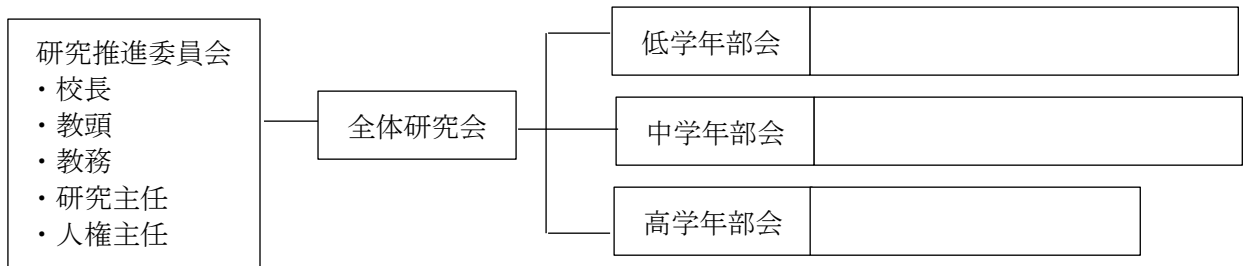 研究推進委員会
・校長
・教頭
・教務
・研究主任
・人権主任
全体研究会
低学年部会
中学年部会
高学年部会